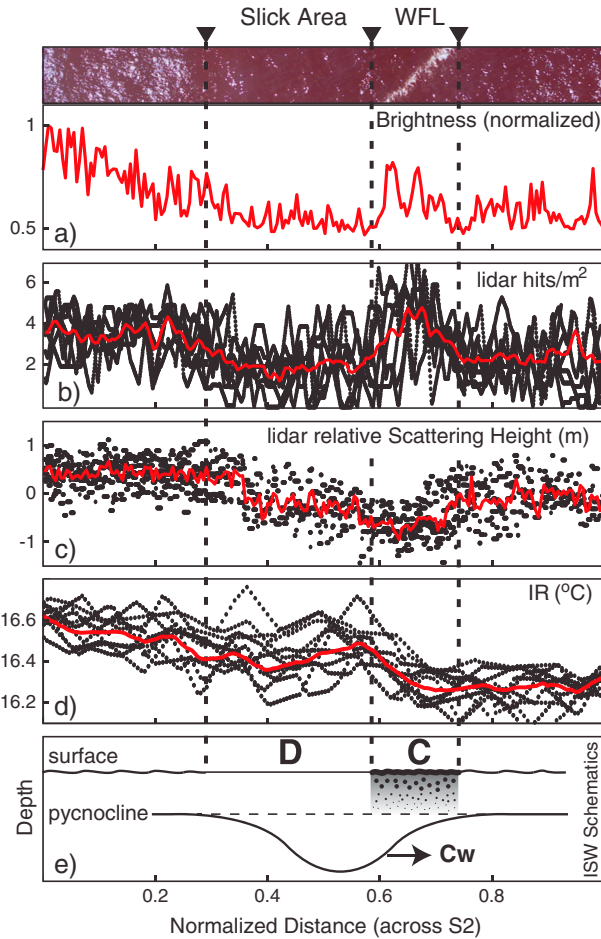 Slick Area WFL
Brightness (normalized)
1
0.5
a)
lidar hits/m²
6
4
2
b)
lidar relative Scattering Height (m)
1
0
-1
c)
IR (°C)
16.6
16.4
16.2
d)
surface D C
pycnocline
Cw
e)
Depth
ISW Schematics
0.2 0.4 0.6 0.8
Normalized Distance (across S2)